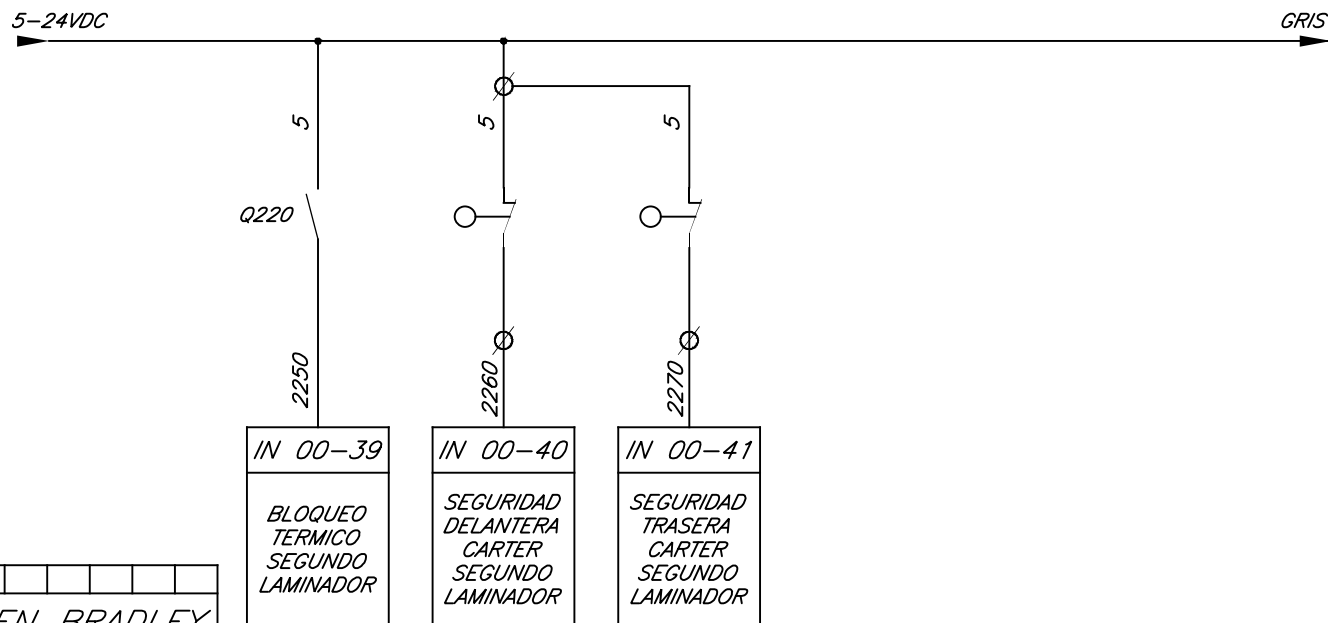 5-24VDC
GRIS
5
5
5
Q220
2250
2260
2270
IN 00-39
IN 00-40
IN 00-41
BLOQUEO
TERMICO
SEGUNDO
LAMINADOR
SEGURIDAD
DELANTERA
CARTER
SEGUNDO
LAMINADOR
SEGURIDAD
TRASERA
CARTER
SEGUNDO
LAMINADOR
BRADLEY